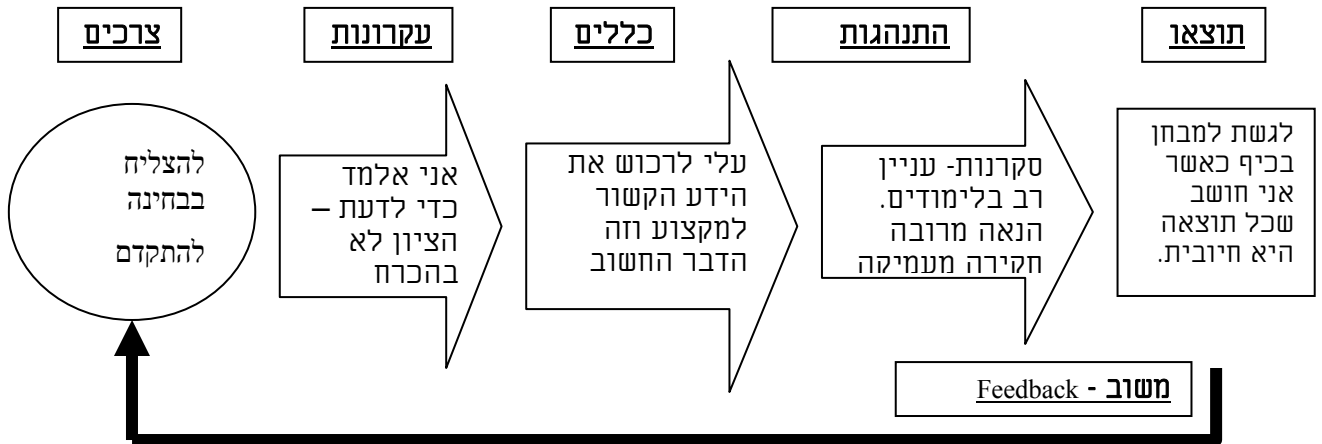 צרכים
עקרונות
כללים
התנהגות
תוצאו
להצליח
בבחינה
להתקדם
אני אלמד
כדי לדעת –
הציון לא
בהכרח
עלי לרכוש את
הידע הקשור
למקצוע וזה
הדבר החשוב
סקרנות- עניין
רב בלימודים.
הנאה מרובה
חקירה מעמיקה
לגשת למבחן
בכיף כאשר
אני חושב
שכל תוצאה
היא חיובית.
משוב - Feedback